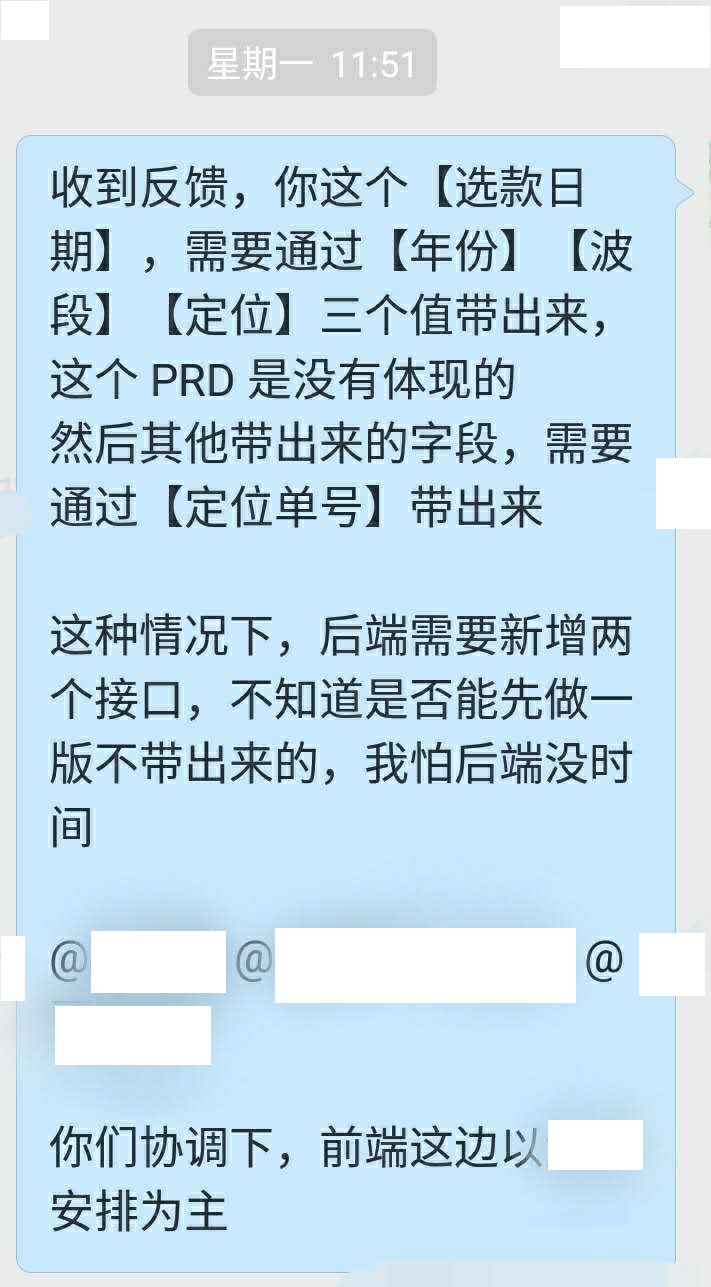 星期一 11:51
收到反馈，你这个【选款日
期】，需要通过【年份】【波
段】【定位】三个值带出来，
这个 PRD 是没有体现的
然后其他带出来的字段，需要
通过【定位单号】带出来
这种情况下，后端需要新增两
个接口，不知道是否能先做一
版不带出来的，我怕后端没时
间
@ @ @
你们协调下，前端这边以
安排为主